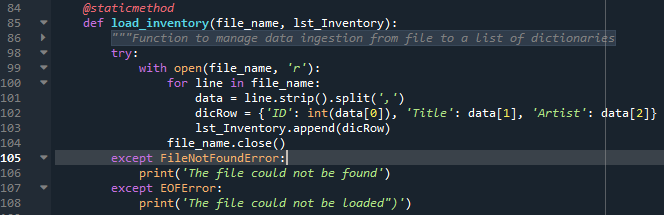 84 @staticmethod
85 def load_inventory(file_name, lst_Inventory):
86 """Function to manage data ingestion from file to a list of dictionaries
98 try:
99 with open(file_name, 'r'):
100 for line in file_name:
101 data = line.strip().split(',')
102 dicRow = {'ID': int(data[0]), 'Title': data[1], 'Artist': data[2]}
103 lst_Inventory.append(dicRow)
104 file_name.close()
105 except FileNotFoundError:
106 print('The file could not be found')
107 except EOFError:
108 print('The file could not be loaded")')